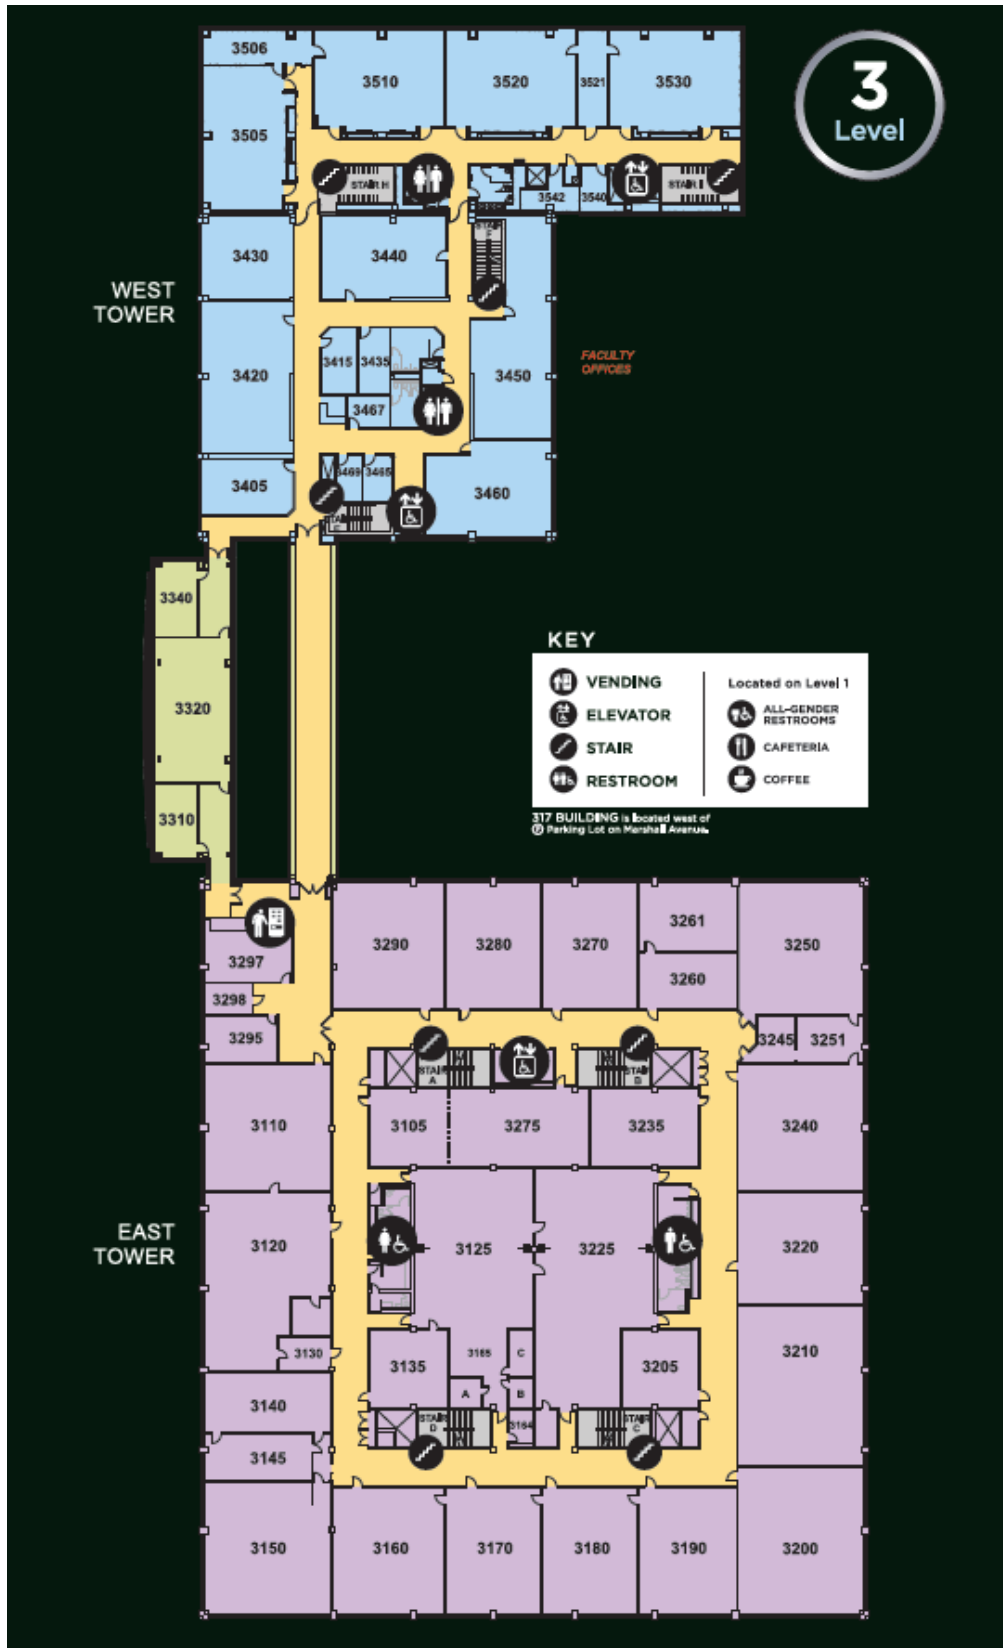 3
Level
3506
3510
3520
3521
3530
3505
STAIR H
3542
3540
STAIR I
STAIR
F
3430
3440
WEST
TOWER
3415
3435
3420
3450
FACULTY
OFFICES
3467
3405
3469
3465
3460
3340
KEY
VENDING
ELEVATOR
STAIR
RESTROOM
Located on Level 1
ALL-GENDER
RESTROOMS
CAFETERIA
COFFEE
3320
3310
317 BUILDING is located west of
P Parking Lot on Marshall Avenue.
3290
3280
3270
3261
3250
3260
3297
3298
3295
3245
3251
STAIR
A
STAIR
B
3110
3105
3275
3235
3240
EAST
TOWER
3120
3125
3225
3220
3130
3135
3165
C
3205
3210
A
B
3140
STAIR
D
3164
STAIR
C
3145
3150
3160
3170
3180
3190
3200